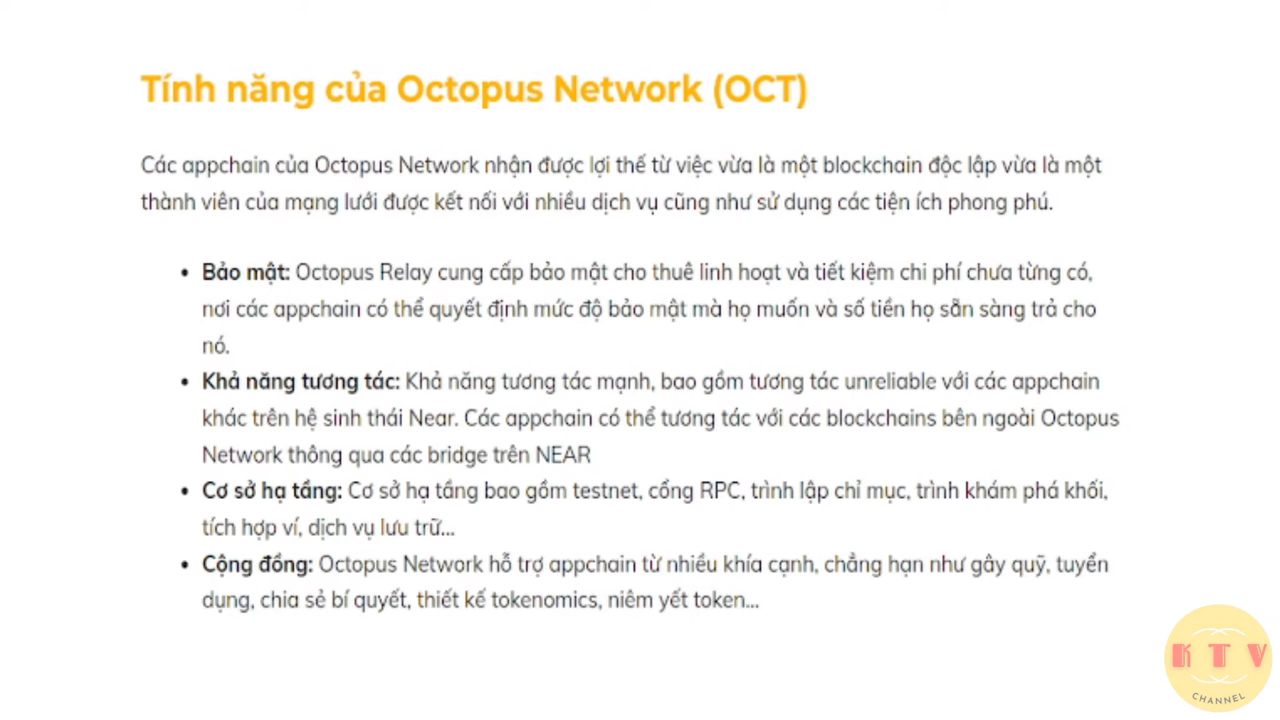 Tính năng của Octopus Network (OCT)
Các appchain của Octopus Network nhận được lợi thế từ việc vừa là một blockchain độc lập vừa là một
thành viên của mạng lưới được kết nối với nhiều dịch vụ cũng như sử dụng các tiện ích phong phú.
• Bảo mật: Octopus Relay cung cấp bảo mật cho thuê linh hoạt và tiết kiệm chi phí chưa từng có,
nơi các appchain có thể quyết định mức độ bảo mật mà họ muốn và số tiền họ sẵn sàng trả cho
nó.
• Khả năng tương tác: Khả năng tương tác mạnh, bao gồm tương tác unreliable với các appchain
khác trên hệ sinh thái Near. Các appchain có thể tương tác với các blockchains bên ngoài Octopus
Network thông qua các bridge trên NEAR
• Cơ sở hạ tầng: Cơ sở hạ tầng bao gồm testnet, cổng RPC, trình lập chỉ mục, trình khám phá khối,
tích hợp ví, dịch vụ lưu trữ...
• Cộng đồng: Octopus Network hỗ trợ appchain từ nhiều khía cạnh, chẳng hạn như gây quỹ, tuyển
dụng, chia sẻ bí quyết, thiết kế tokenomics, niêm yết token...
KTV
CHANNEL